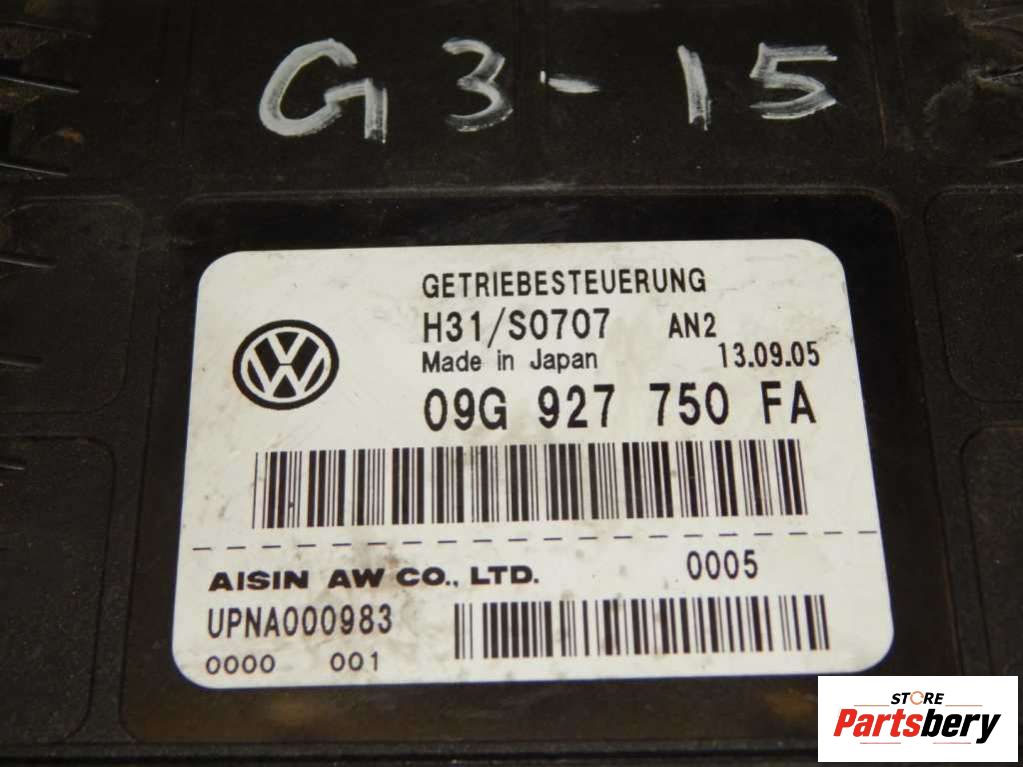 G3-15
GETRIEBESTEUERUNG
H31/S0707 AN2
Made in Japan 13.09.05
09G 927 750 FA
AISIN AW CO., LTD. 0005
UPNA000983
0000 001
STORE
Partsbery